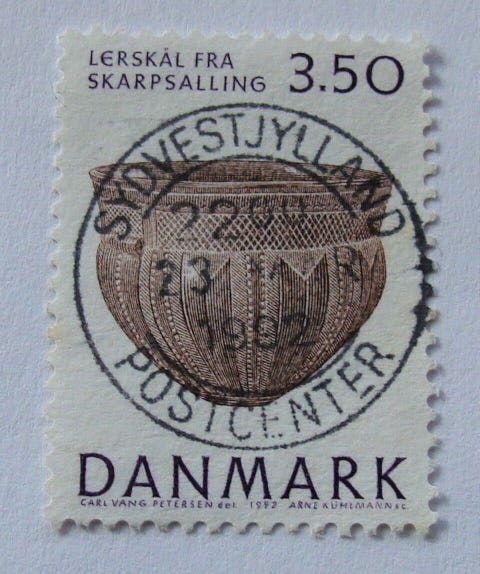 LERSKÅL FRA
SKARPSALLING
3.50
SYDVESTJYLLAND
23
1992
POSTCENTER
DANMARK
CARL VANG PETERSEN del. 1992 ARNE KÜHLMANN sc.